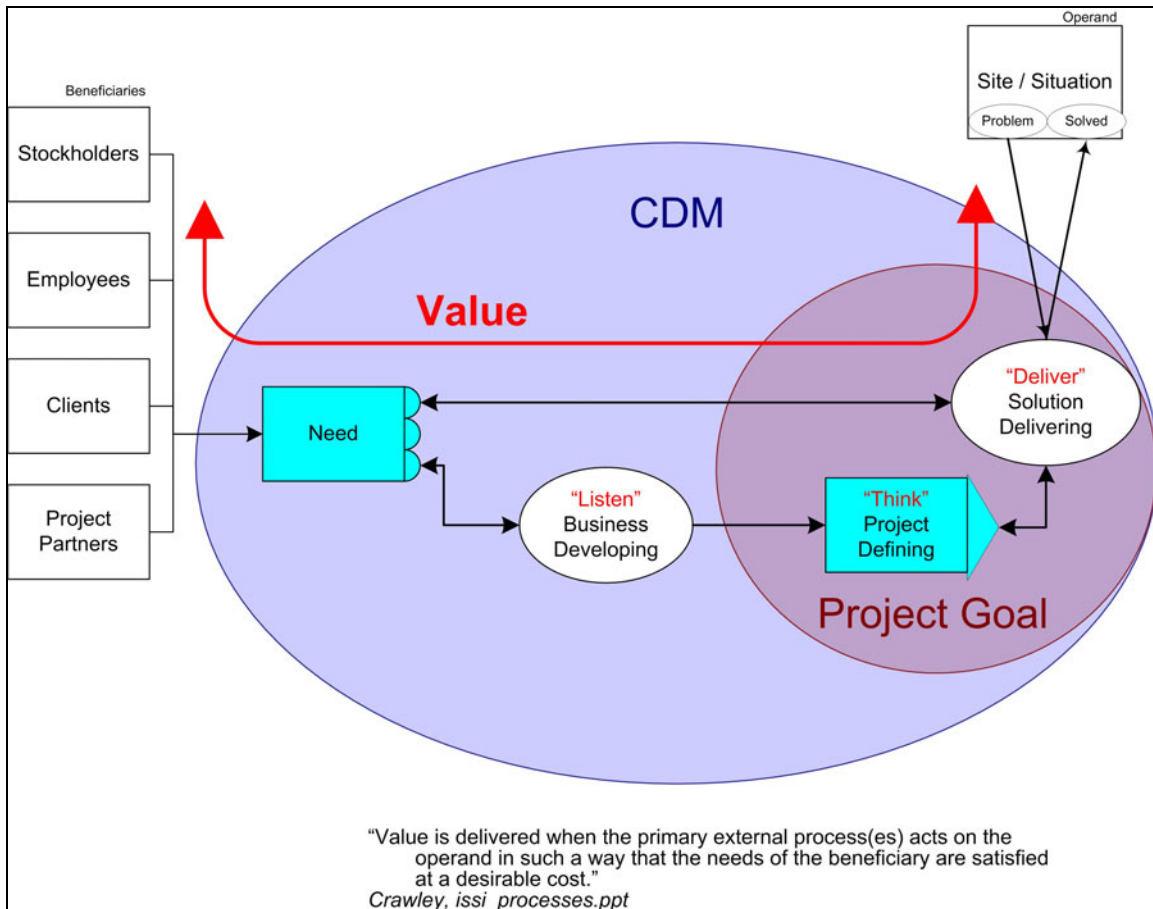 Operand
Site / Situation
Problem
Solved
Beneficiaries
Stockholders
Employees
Clients
Project
Partners
CDM
Value
Need
“Listen”
Business
Developing
“Think”
Project
Defining
“Deliver”
Solution
Delivering
Project Goal
“Value is delivered when the primary external process(es) acts on the
operand in such a way that the needs of the beneficiary are satisfied
at a desirable cost.”
Crawley, issi_processes.ppt